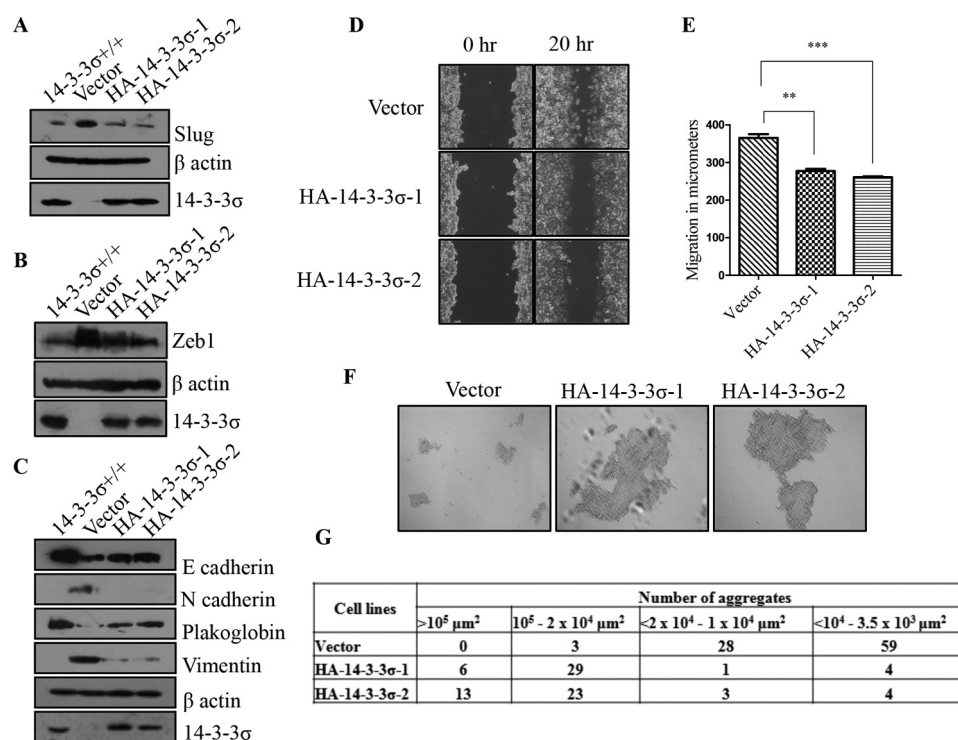 A
14-3-3σ+/+
Vector
HA-14-3-3σ-1
HA-14-3-3σ-2
Slug
β actin
14-3-3σ
B
14-3-3σ+/+
Vector
HA-14-3-3σ-1
HA-14-3-3σ-2
Zeb1
β actin
14-3-3σ
C
14-3-3σ+/+
Vector
HA-14-3-3σ-1
HA-14-3-3σ-2
E cadherin
N cadherin
Plakoglobin
Vimentin
β actin
14-3-3σ
D
0 hr 20 hr
Vector
HA-14-3-3σ-1
HA-14-3-3σ-2
E
***
**
Migration in micrometers
400
300
200
100
0
Vector
HA-14-3-3σ-1
HA-14-3-3σ-2
F
Vector HA-14-3-3σ-1 HA-14-3-3σ-2
G
Cell lines Number of aggregates
>10⁵ µm² 10⁵ - 2 x 10⁴ µm² <2 x 10⁴ - 1 x 10⁴ µm² <10⁴ - 3.5 x 10³ µm²
Vector 0 3 28 59
HA-14-3-3σ-1 6 29 1 4
HA-14-3-3σ-2 13 23 3 4